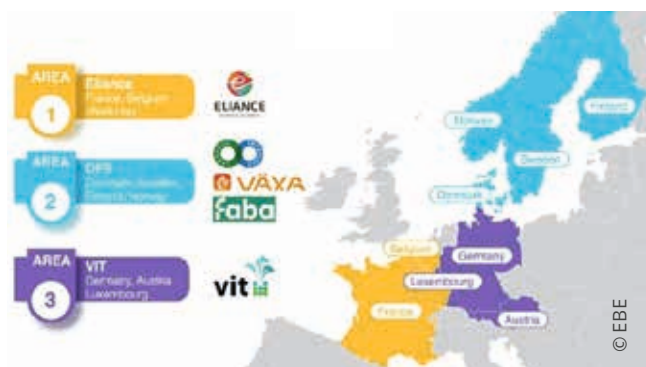 AREA
1
Eliance
France, Belgium
ELIANCE
AREA
2
DFS
Denmark, Sweden,
Finland, Norway
VÄXA
faba
AREA
3
VIT
Germany, Austria
Luxembourg
vit
Norway
Finland
Sweden
Denmark
Belgium
Germany
Luxembourg
France
Austria
© EBE